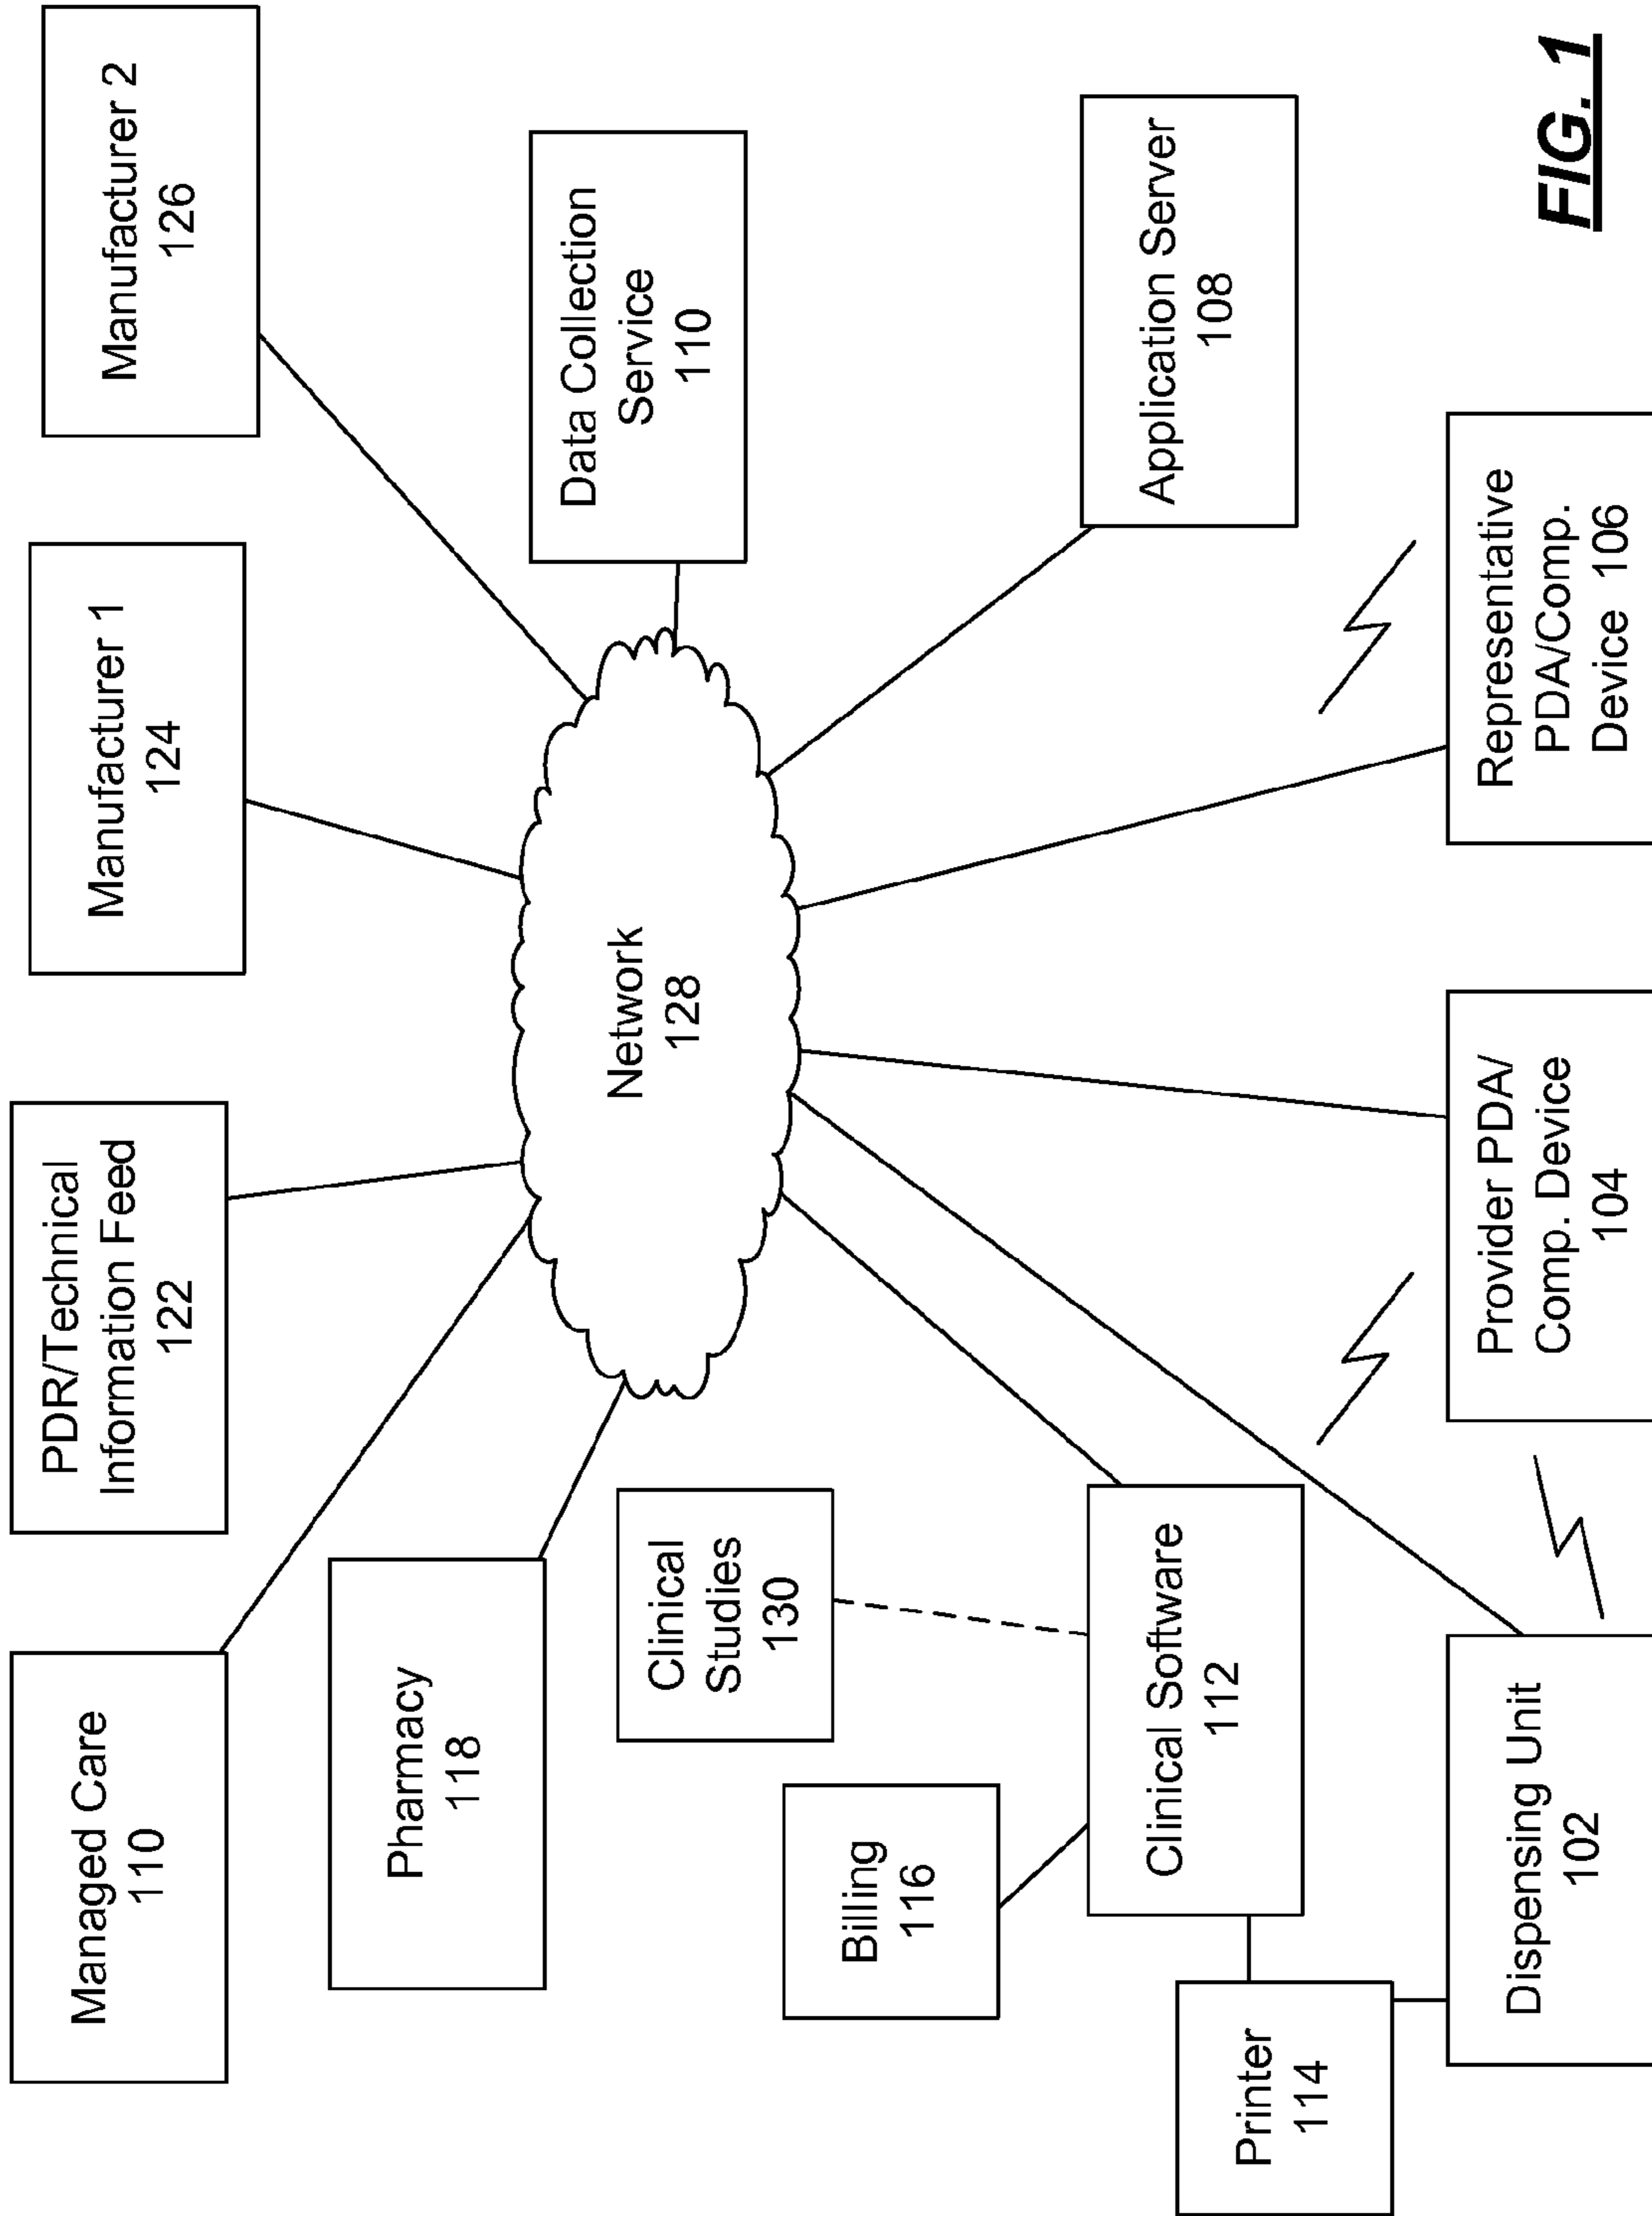 Managed Care
110
PDR/Technical
Information Feed
122
Manufacturer 1
124
Manufacturer 2
126
Pharmacy
118
Clinical
Studies
130
Network
128
Data Collection
Service
110
Billing
116
Clinical Software
112
Application Server
108
Printer
114
Dispensing Unit
102
Provider PDA/
Comp. Device
104
Representative
PDA/Comp.
Device 106
FIG. 1